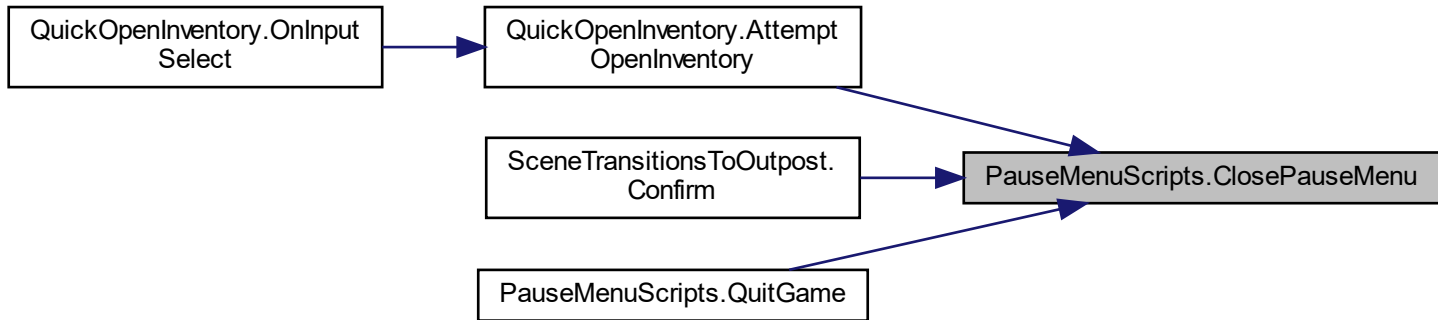 QuickOpenInventory.OnInput
Select
QuickOpenInventory.Attempt
OpenInventory
SceneTransitionsToOutpost.
Confirm
PauseMenuScripts.ClosePauseMenu
PauseMenuScripts.QuitGame